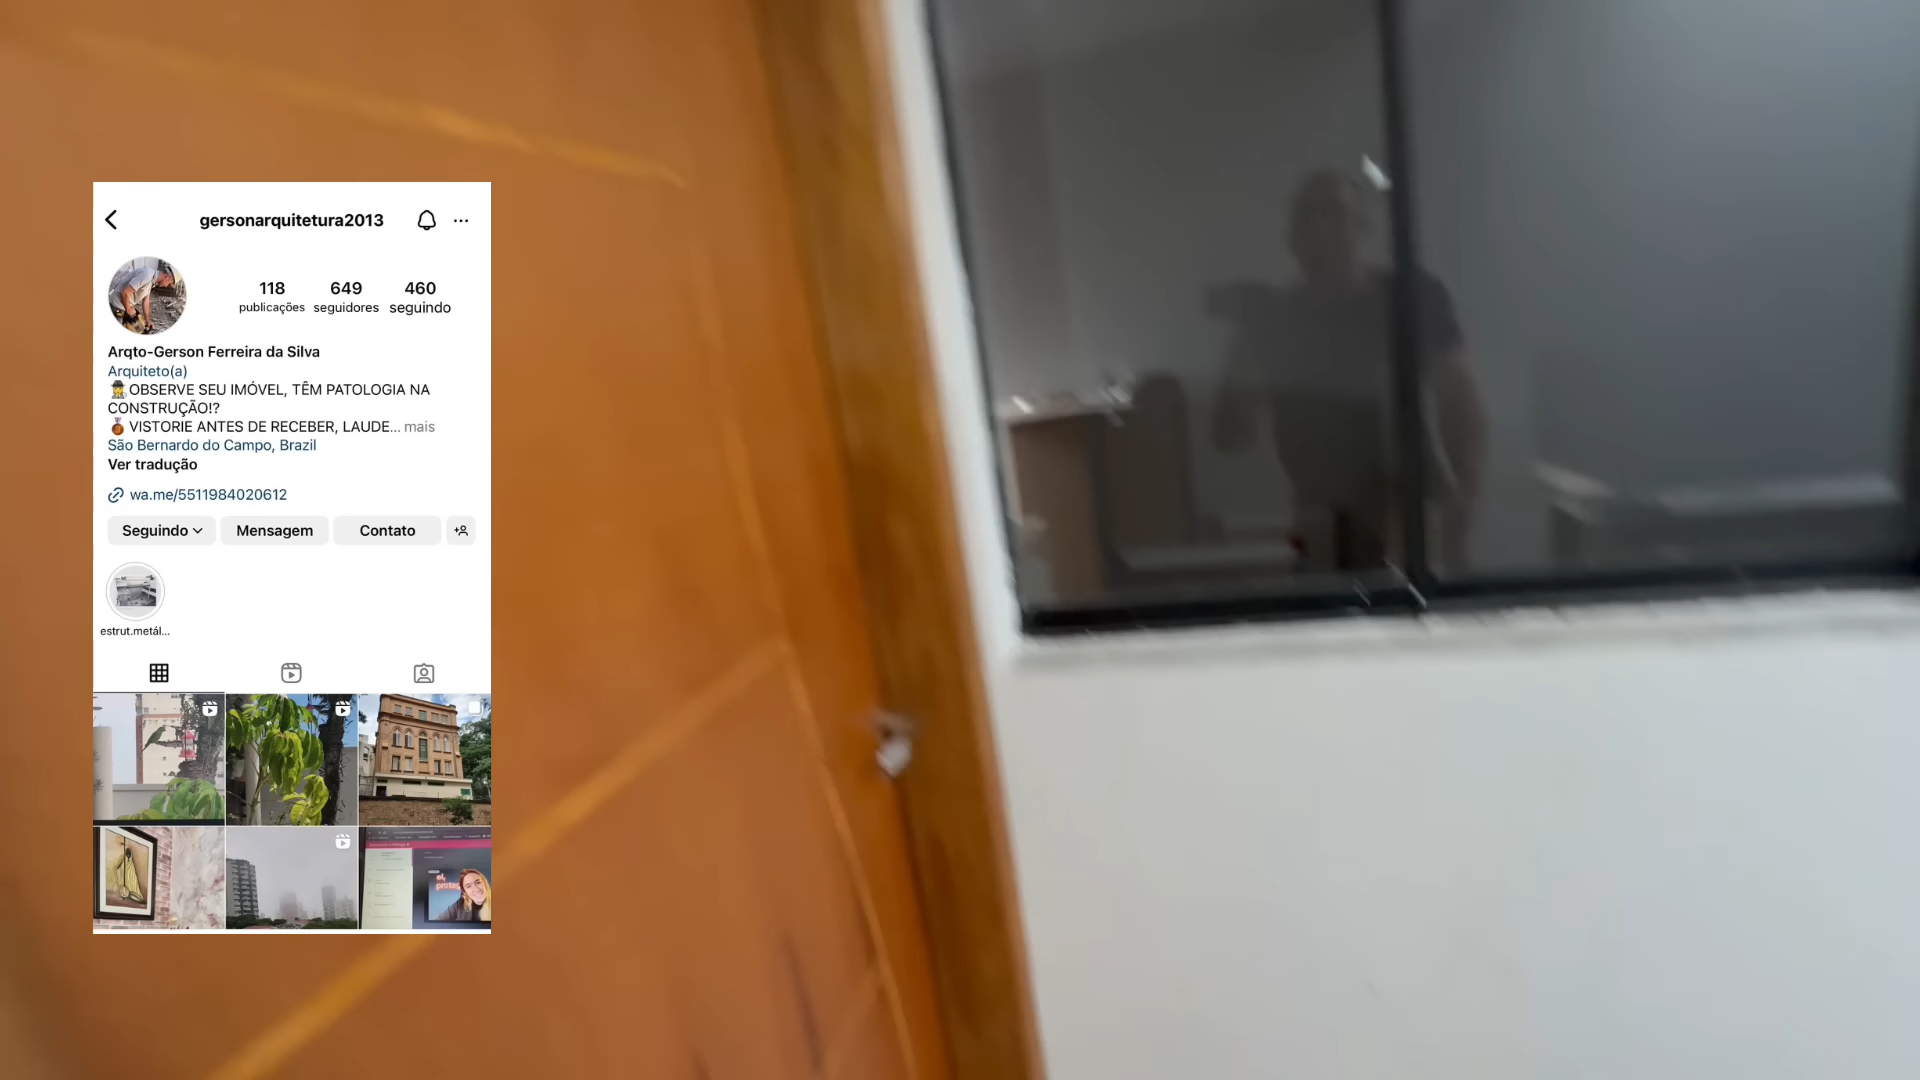 gersonarquitetura2013
118 649 460
publicações seguidores seguindo
Arqto-Gerson Ferreira da Silva
Arquiteto(a)
OBSERVE SEU IMÓVEL, TÊM PATOLOGIA NA
CONSTRUÇÃO!?
VISTORIE ANTES DE RECEBER, LAUDE... mais
São Bernardo do Campo, Brazil
Ver tradução
wa.me/5511984020612
Seguindo Mensagem Contato
estrut.metál...